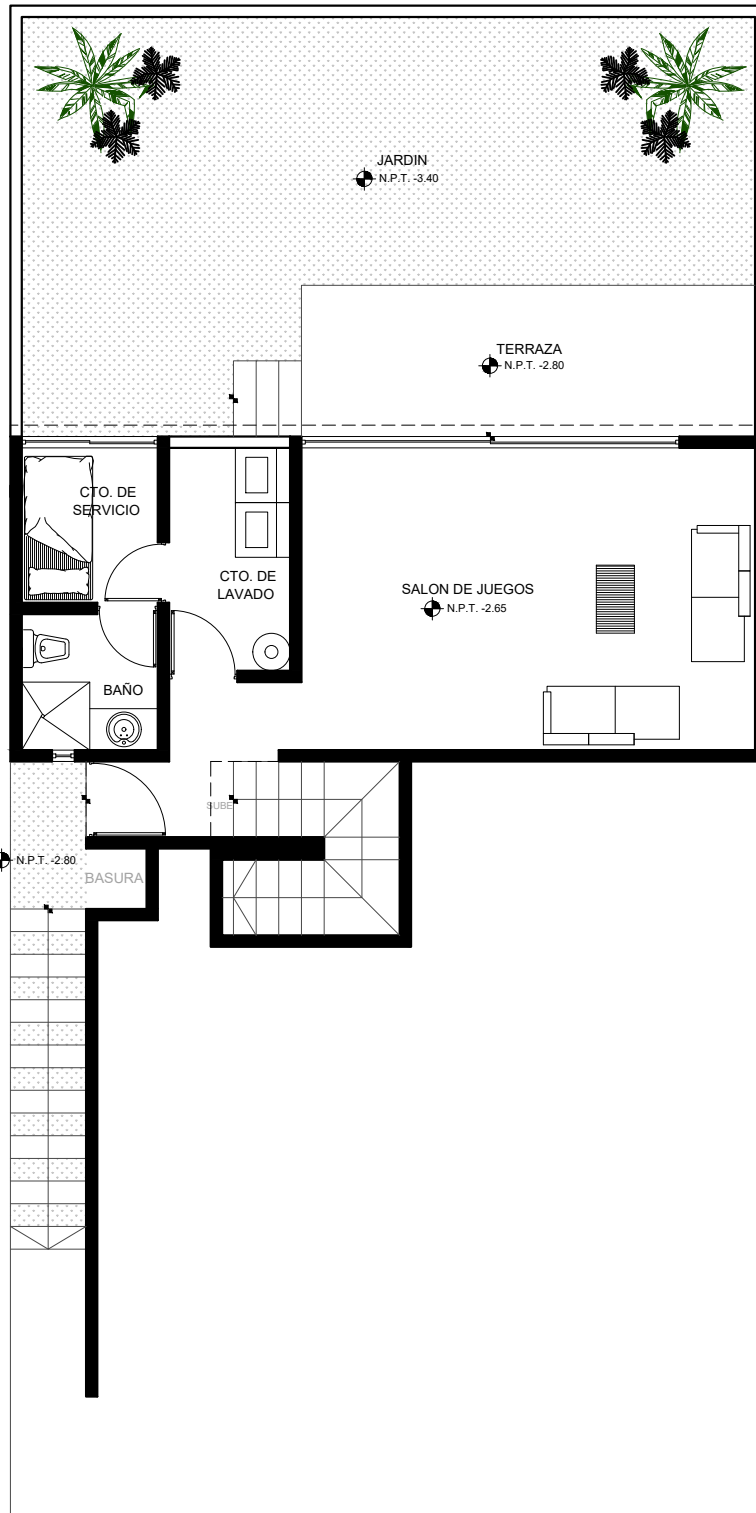 JARDIN
N.P.T. -3.40
TERRAZA
N.P.T. -2.80
CTO. DE
SERVICIO
CTO. DE
LAVADO
SALON DE JUEGOS
N.P.T. -2.65
BAÑO
SUBE
N.P.T. -2.80
BASURA